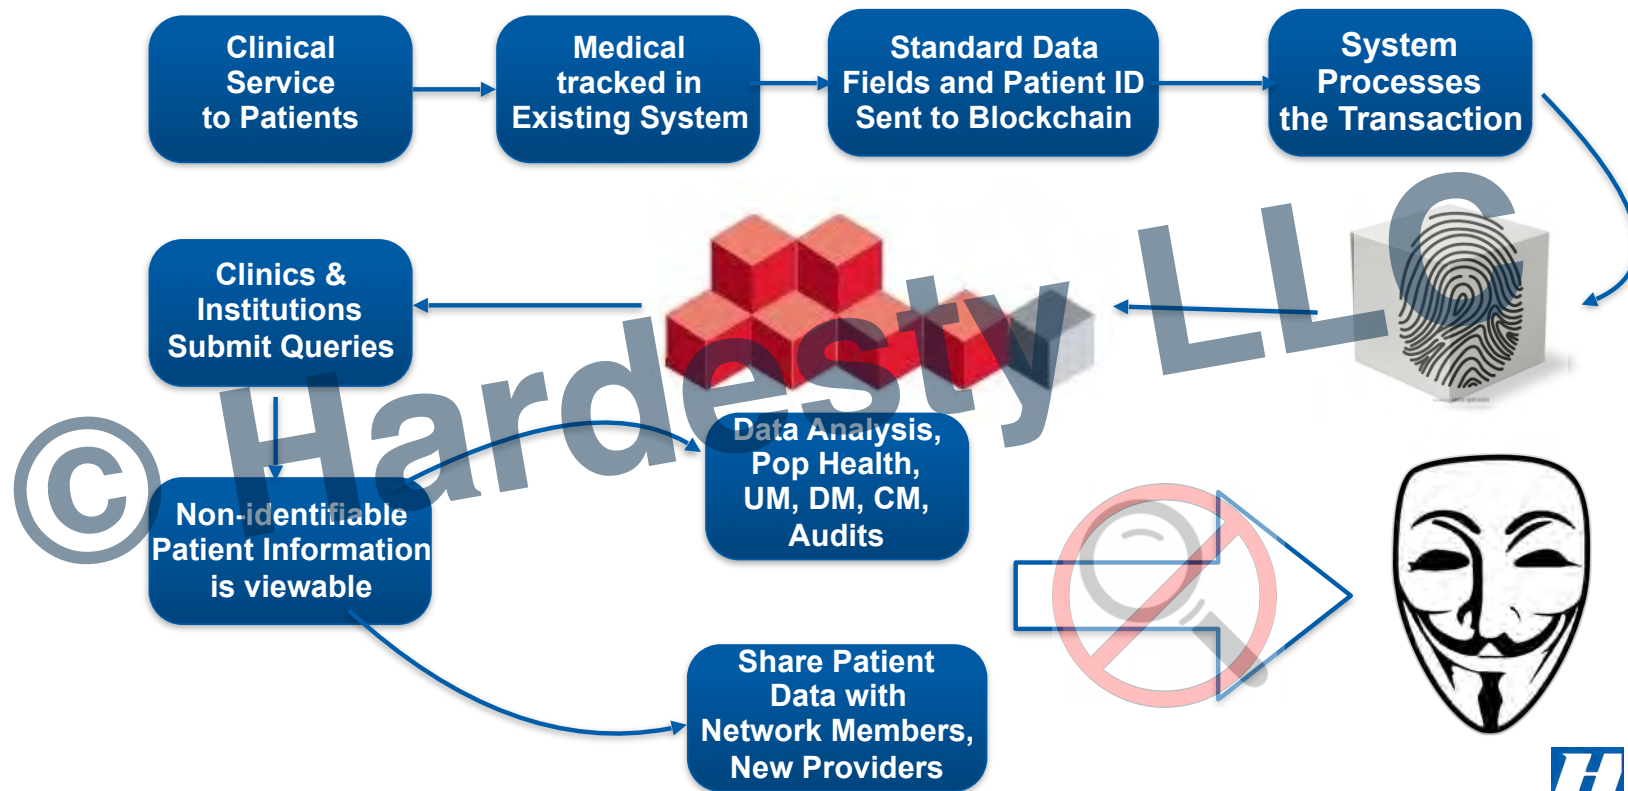 Clinical
Service
to Patients
Medical
tracked in
Existing System
Standard Data
Fields and Patient ID
Sent to Blockchain
System
Processes
the Transaction
Clinics &
Institutions
Submit Queries
© Hardesty LLC
Data Analysis,
Pop Health,
UM, DM, CM,
Audits
Non-identifiable
Patient Information
is viewable
Share Patient
Data with
Network Members,
New Providers
H